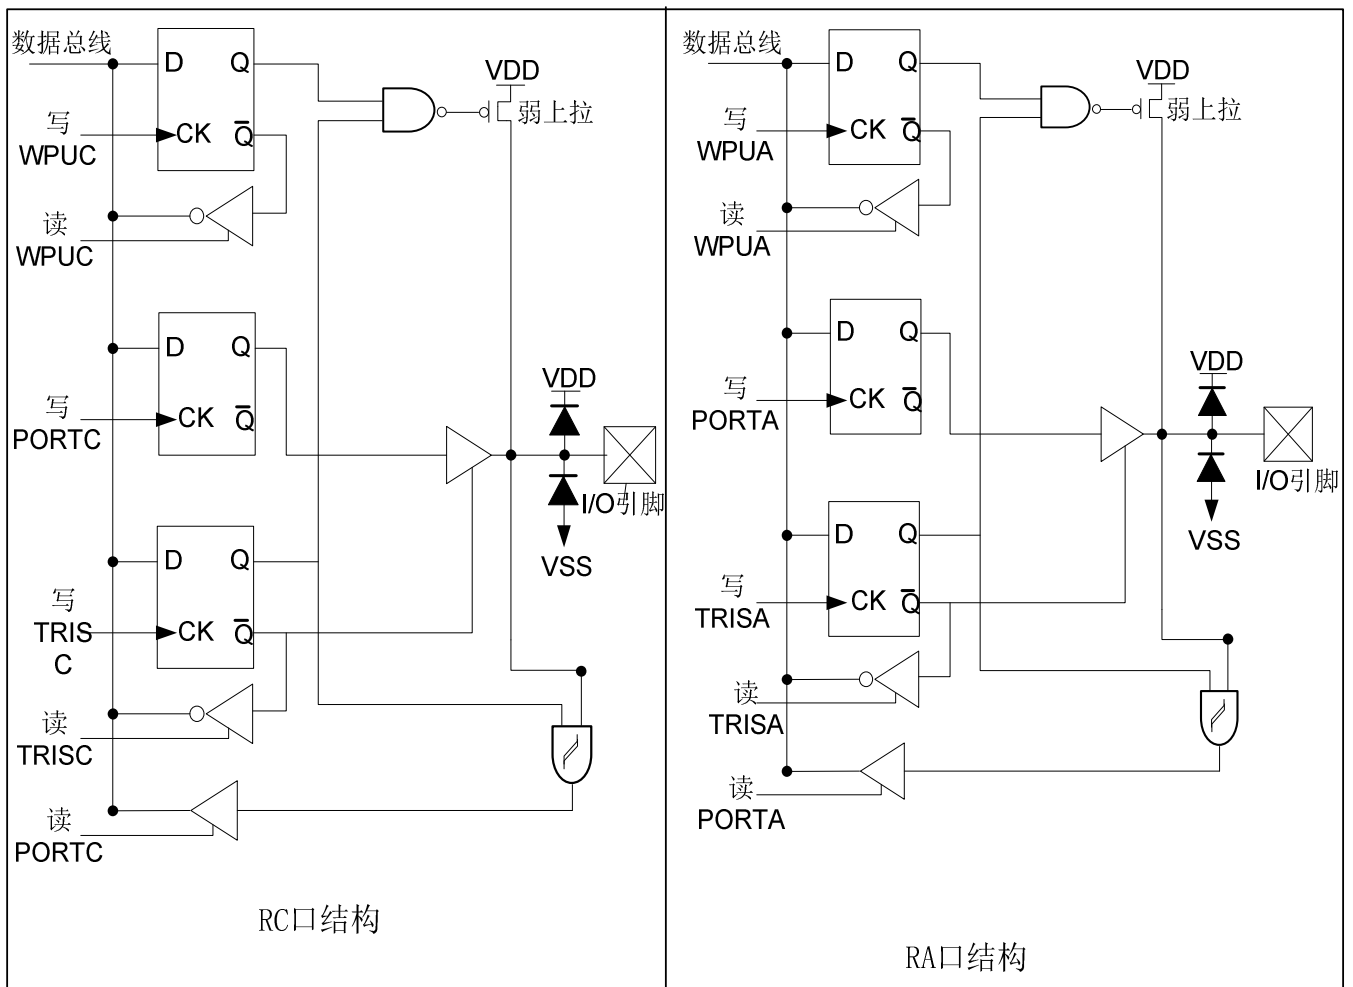 数据总线
D Q
写
WPUC
CK Q̅
读
WPUC
VDD
弱上拉
D Q
写
PORTC
CK Q̅
VDD
I/O引脚
VSS
D Q
写
TRIS
C
CK Q̅
读
TRISC
读
PORTC
RC口结构
数据总线
D Q
写
WPUA
CK Q̅
读
WPUA
VDD
弱上拉
D Q
写
PORTA
CK Q̅
VDD
I/O引脚
VSS
D Q
写
TRISA
CK Q̅
读
TRISA
读
PORTA
RA口结构